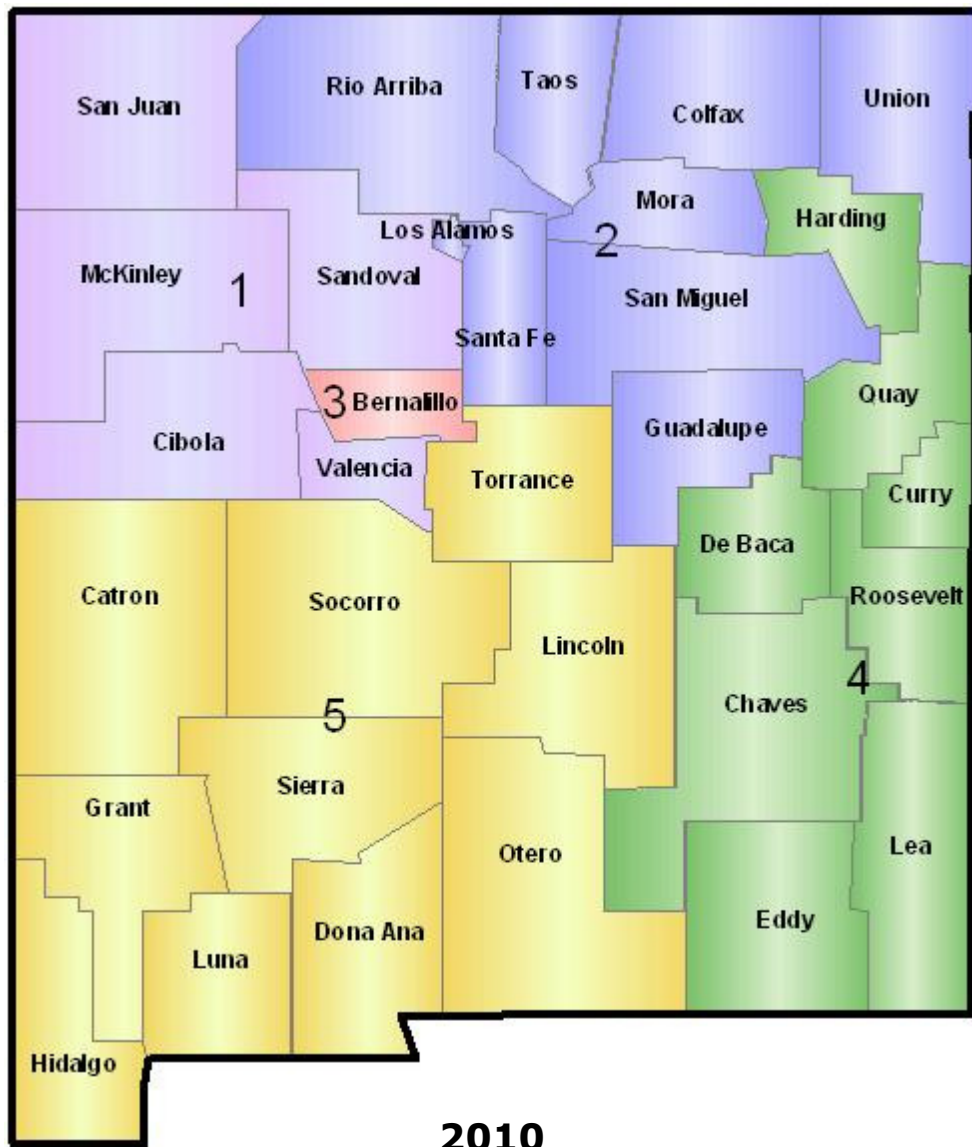 San Juan
Rio Arriba
Taos
Colfax
Union
Los Alamos
Mora
Harding
McKinley
1
Sandoval
2
San Miguel
Santa Fe
Quay
3
Bernalillo
Cibola
Valencia
Guadalupe
Torrance
Curry
De Baca
Catron
Socorro
Roosevelt
Lincoln
4
Chaves
5
Sierra
Grant
Otero
Lea
Dona Ana
Eddy
Luna
Hidalgo
2010